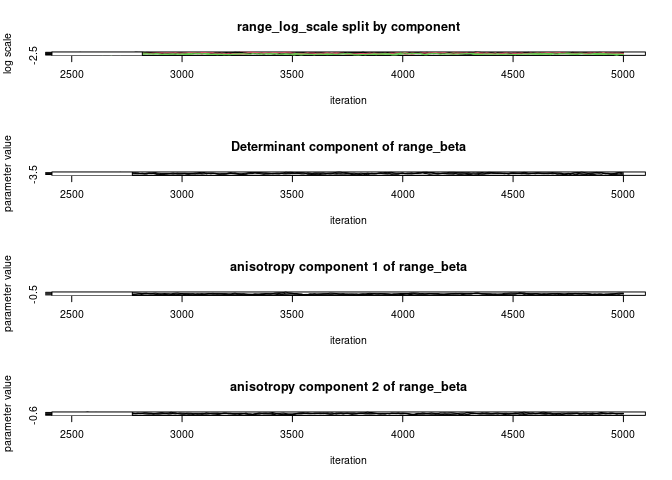 range_log_scale split by component
log scale
-2.5
2500 3000 3500 4000 4500 5000
iteration
Determinant component of range_beta
parameter value
-3.5
2500 3000 3500 4000 4500 5000
iteration
anisotropy component 1 of range_beta
parameter value
-0.5
2500 3000 3500 4000 4500 5000
iteration
anisotropy component 2 of range_beta
parameter value
-0.6
2500 3000 3500 4000 4500 5000
iteration